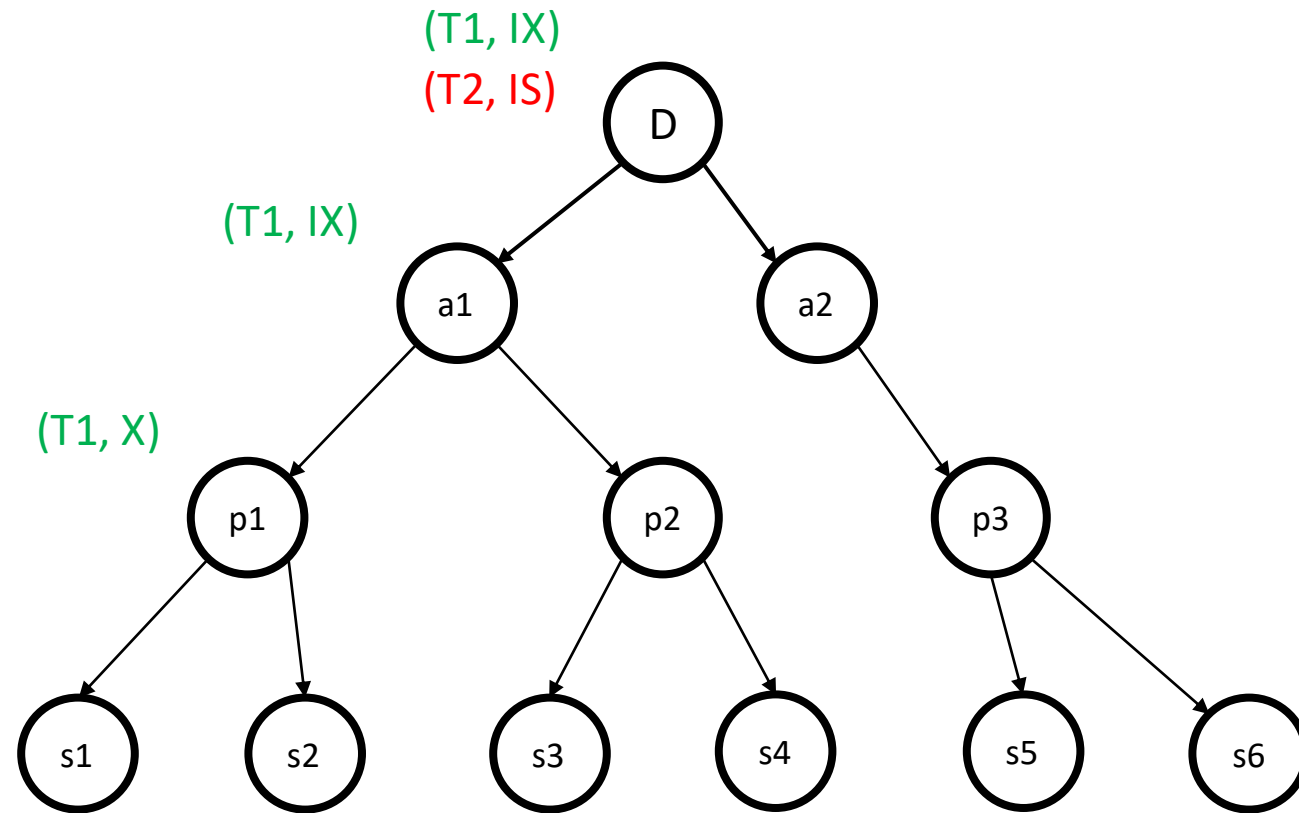 (T1, IX)
(T2, IS)
D
(T1, IX)
a1
a2
(T1, X)
p1
p2
p3
s1
s2
s3
s4
s5
s6